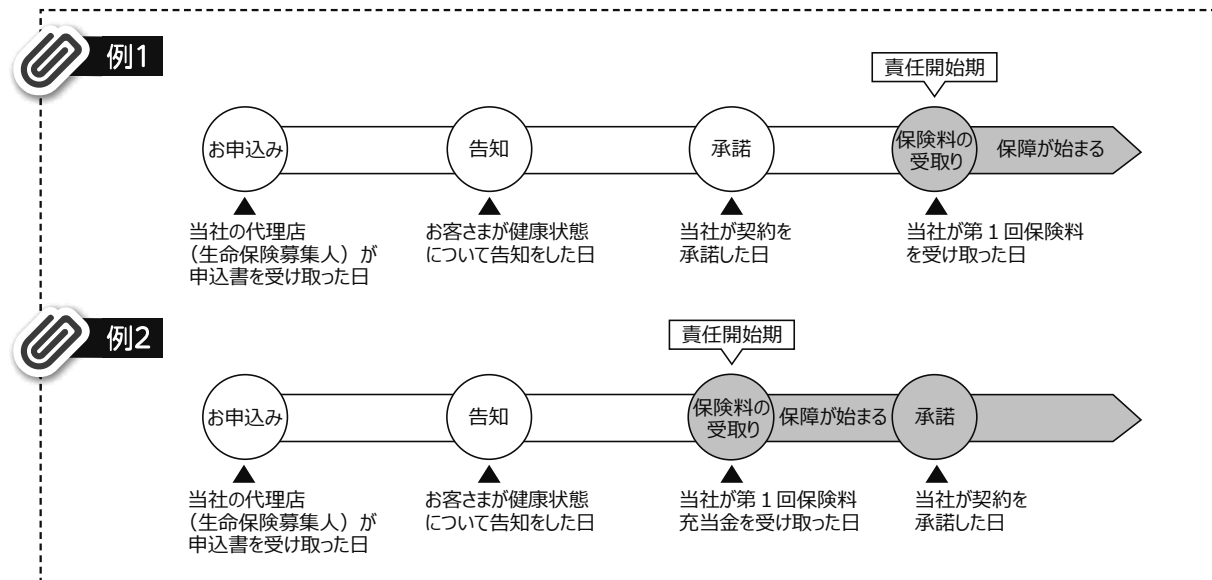 例1
責任開始期
お申込み
告知
承諾
保険料の
受取り
保障が始まる
当社の代理店
（生命保険募集人）が
申込書を受け取った日
お客さまが健康状態
について告知をした日
当社が契約を
承諾した日
当社が第１回保険料
を受け取った日
例2
責任開始期
お申込み
告知
保険料の
受取り
保障が始まる
承諾
当社の代理店
（生命保険募集人）が
申込書を受け取った日
お客さまが健康状態
について告知をした日
当社が第１回保険料
充当金を受け取った日
当社が契約を
承諾した日